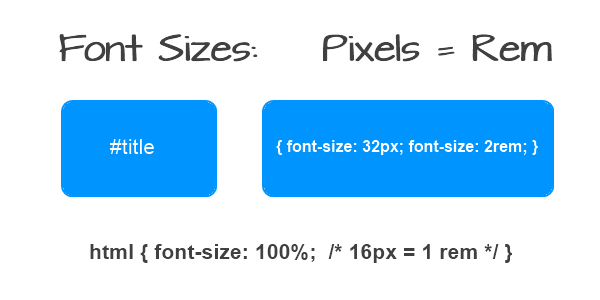 Font Sizes: Pixels = Rem
#title { font-size: 32px; font-size: 2rem; }
html { font-size: 100%; /* 16px = 1 rem */ }